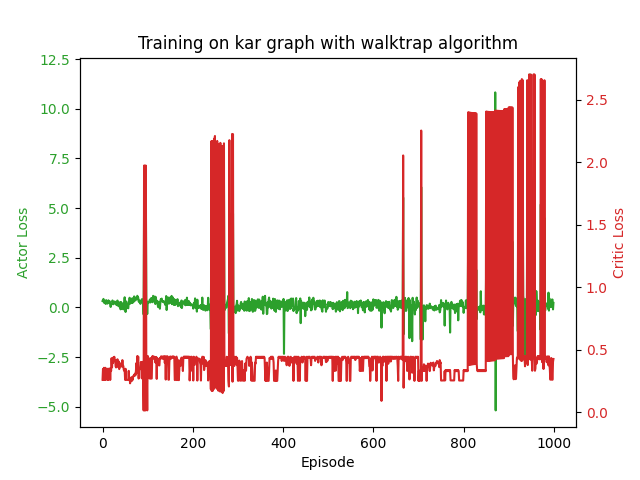 Training on kar graph with walktrap algorithm
12.5
10.0
7.5
5.0
2.5
0.0
−2.5
−5.0
Actor Loss
2.5
2.0
1.5
1.0
0.5
0.0
Critic Loss
0 200 400 600 800 1000
Episode